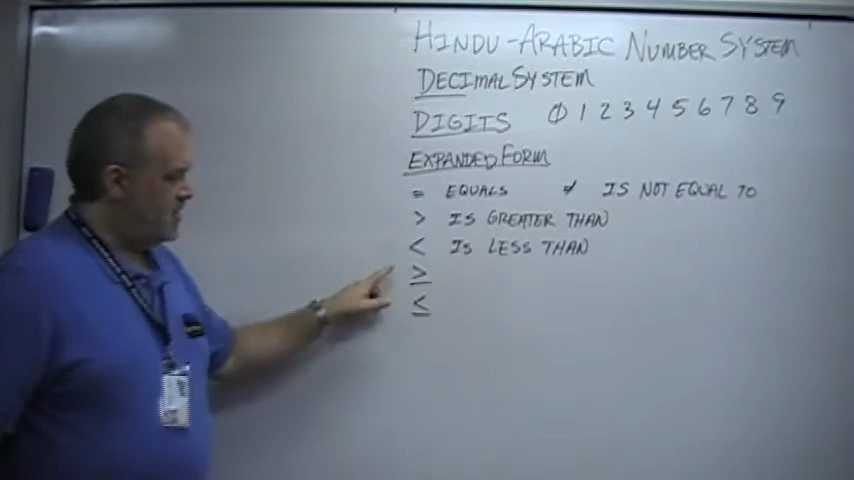 HINDU-ARABIC NUMBER SYSTEM
DECIMAL SYSTEM
DIGITS 0 1 2 3 4 5 6 7 8 9
EXPANDED FORM
= EQUALS ≠ IS NOT EQUAL TO
> IS GREATER THAN
< IS LESS THAN
≥
≤